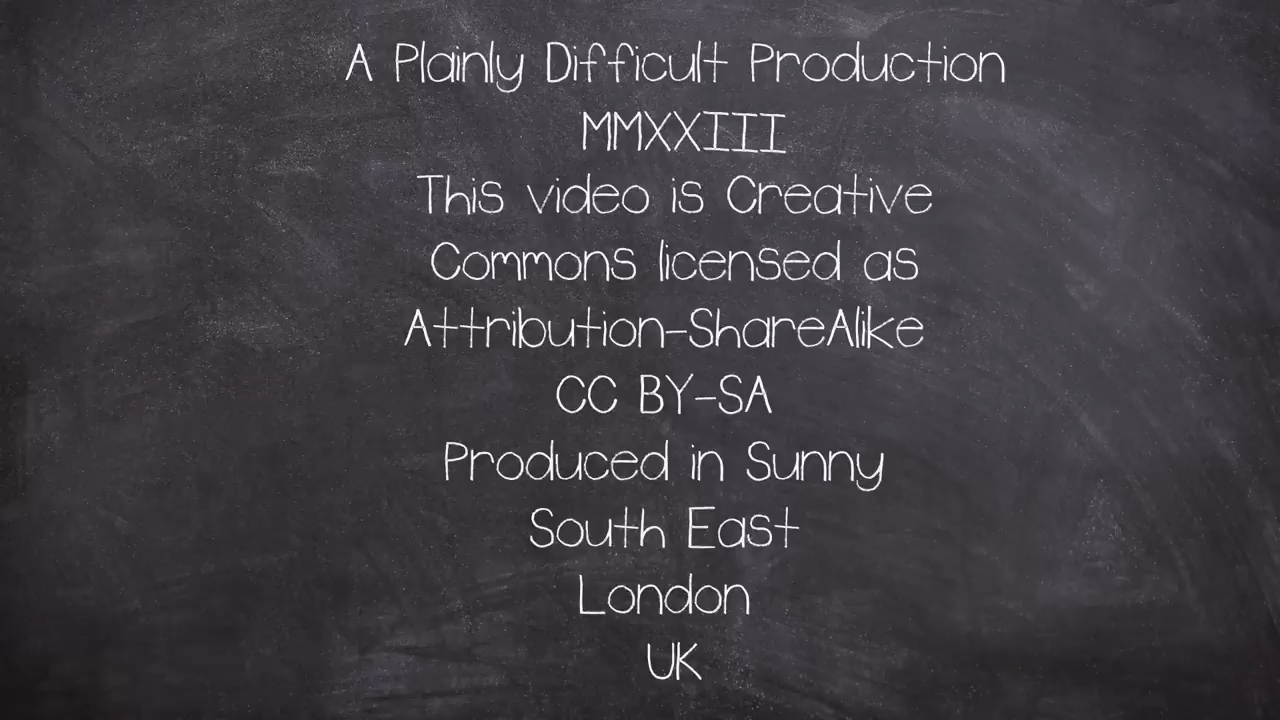 A Plainly Difficult Production
MMXXIII
This video is Creative
Commons licensed as
Attribution-ShareAlike
CC BY-SA
Produced in Sunny
South East
London
UK